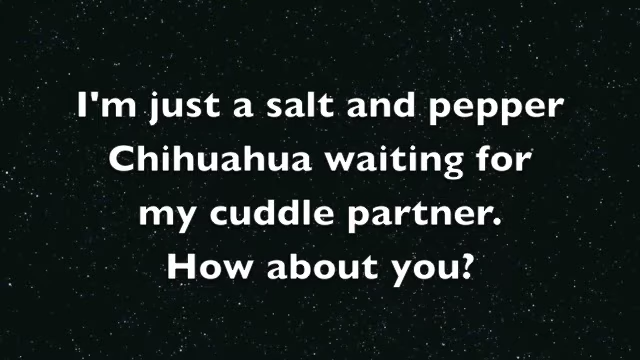 I'm just a salt and pepper
Chihuahua waiting for
my cuddle partner.
How about you?